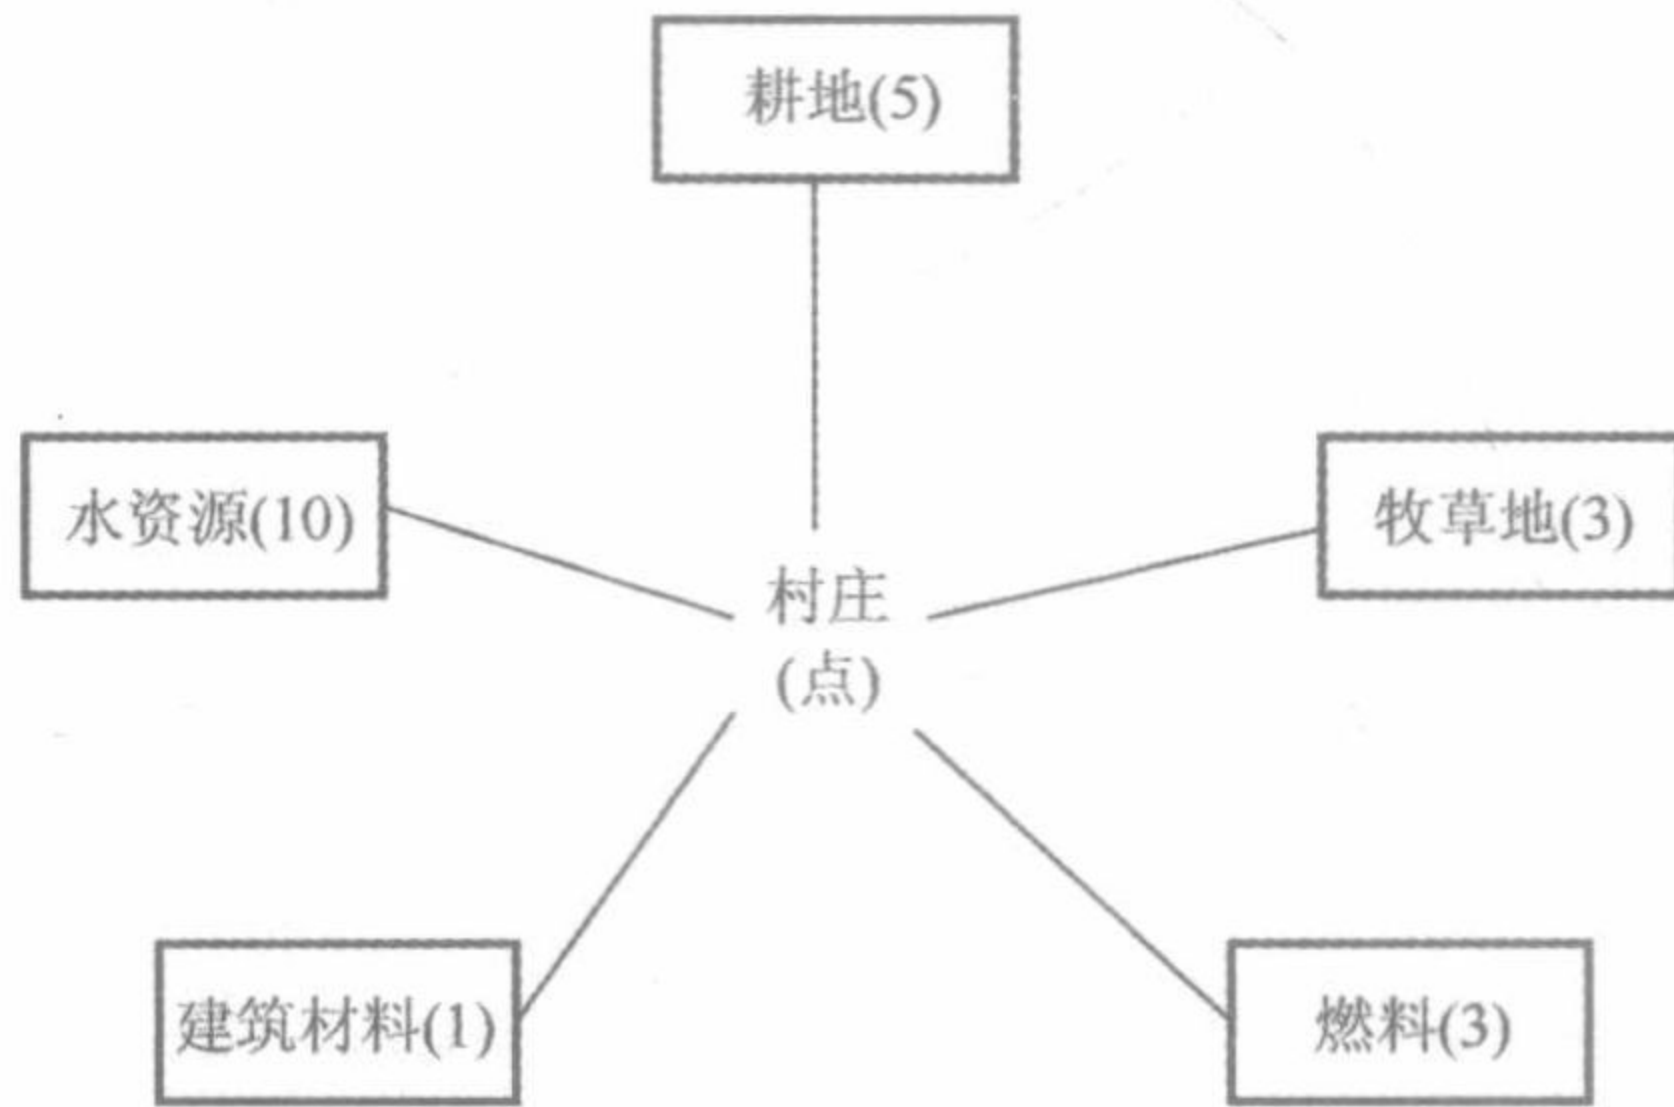 耕地(5)
水资源(10)
牧草地(3)
村庄
(点)
建筑材料(1)
燃料(3)